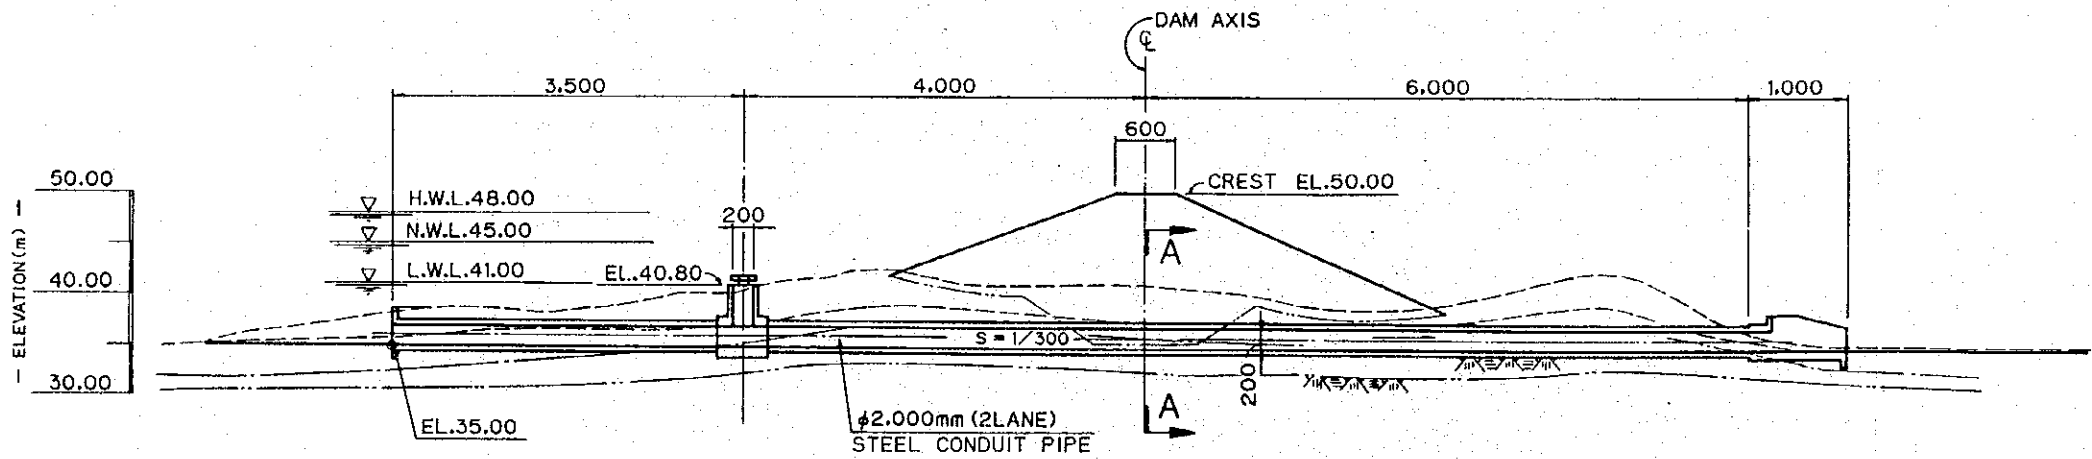 DAM AXIS
℄
3.500
4.000
6.000
1.000
600
50.00
H.W.L.48.00
CREST EL.50.00
200
N.W.L.45.00
A
L.W.L.41.00
EL.40.80
40.00
- ELEVATION(m) -
S = 1/300
30.00
200
A
EL.35.00
ϕ2.000mm (2LANE)
STEEL CONDUIT PIPE